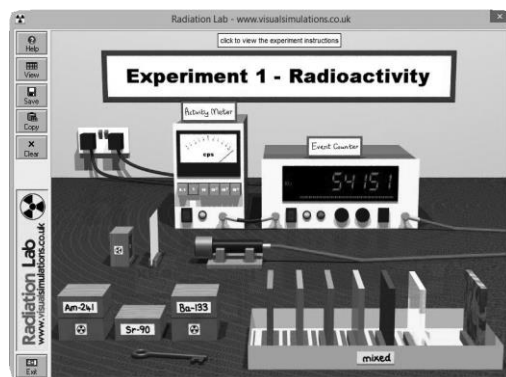 Radiation Lab - www.visualsimulations.co.uk
click to view the experiment instructions
Help
View
Save
Copy
Clear
Exit
Radiation Lab
www.visualsimulations.co.uk
Experiment 1 - Radioactivity
Activity Meter
cps
Event Counter
54151
Am-241
Sr-90
Ba-133
mixed